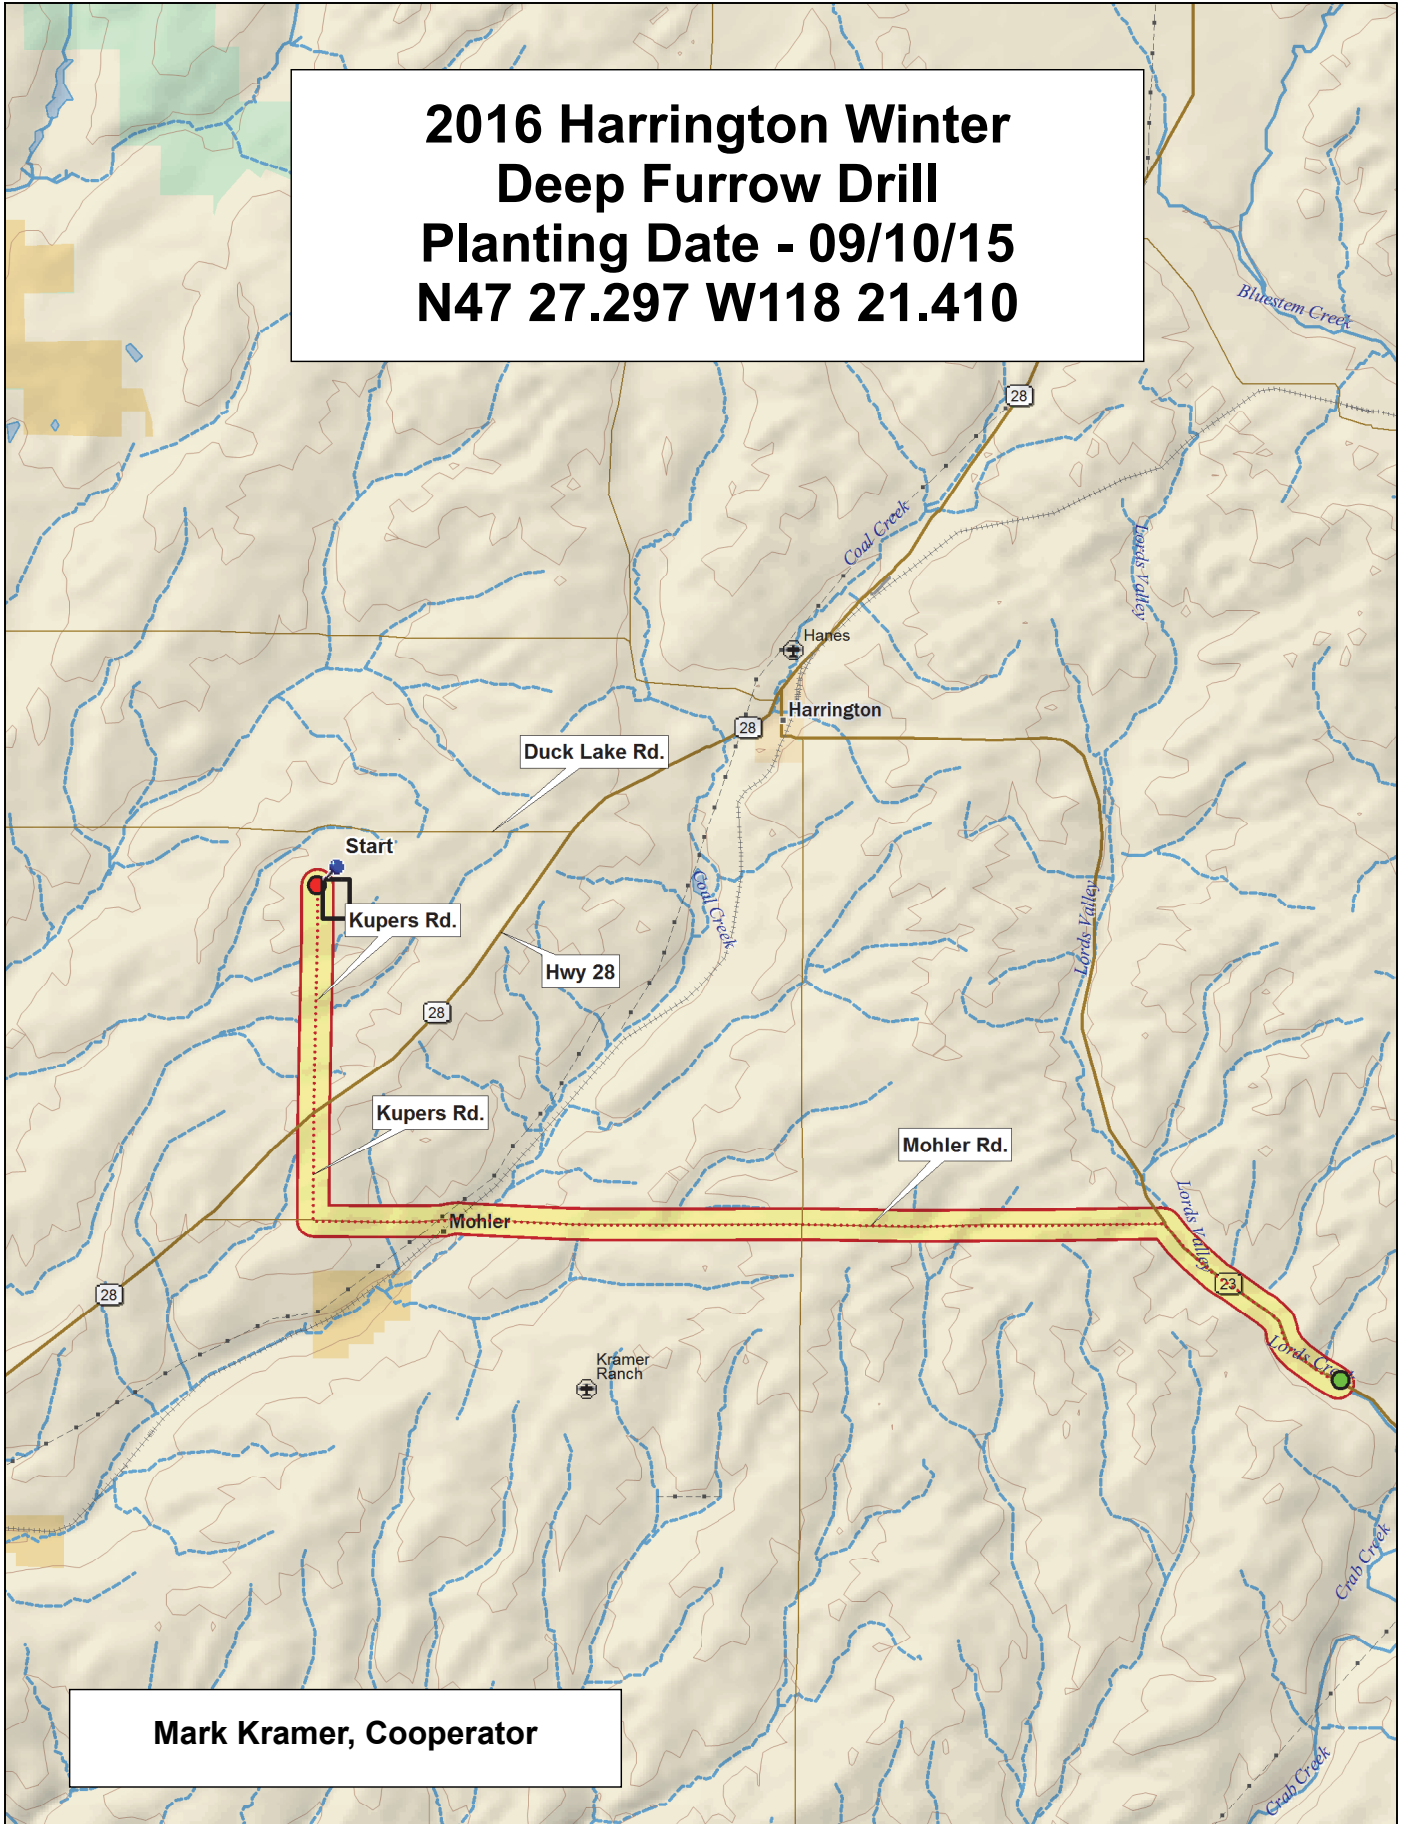 2016 Harrington Winter
Deep Furrow Drill
Planting Date - 09/10/15
N47 27.297 W118 21.410
Bluestem Creek
28
Coal Creek
Lords Valley
Hanes
Harrington
28
Duck Lake Rd.
Start
Kupers Rd.
Coal Creek
Lords Valley
Hwy 28
28
Kupers Rd.
Mohler Rd.
Mohler
Lords Valley
23
28
Lords Creek
Kramer
Ranch
Crab Creek
Mark Kramer, Cooperator
Crab Creek